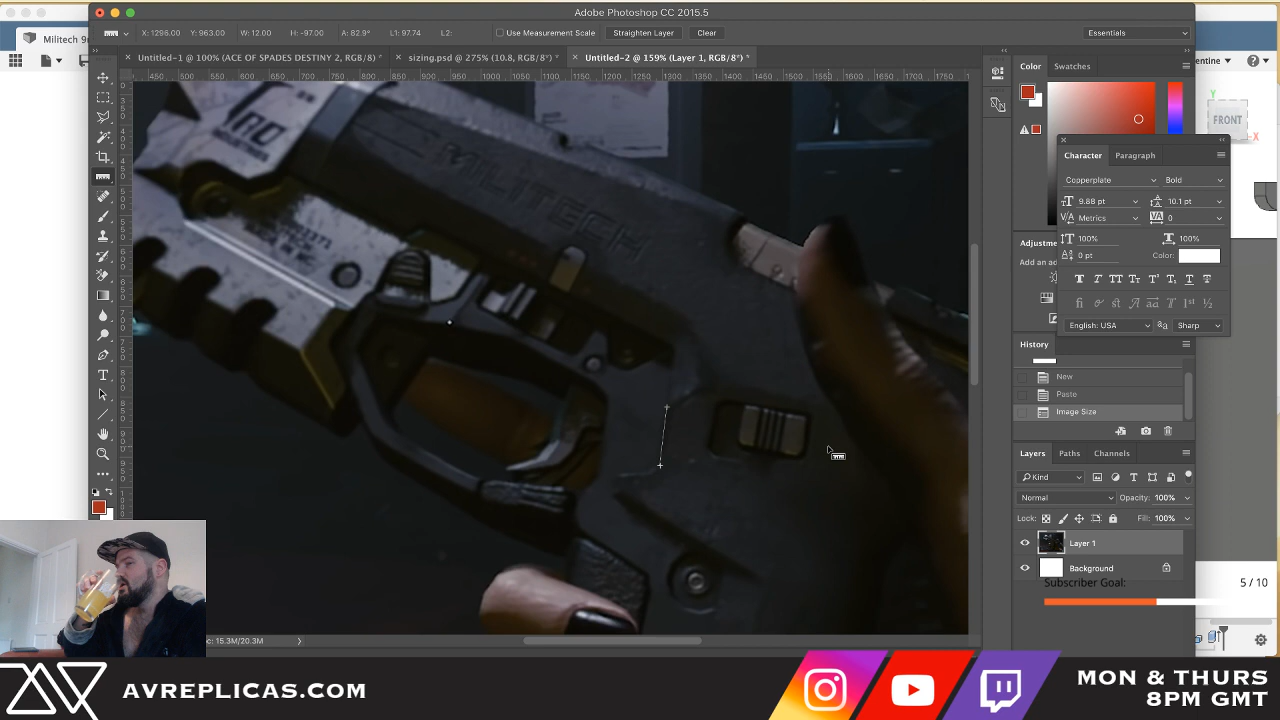 Adobe Photoshop CC 2015.5
Militech 9
X: 1296.00 Y: 963.00 W: 12.00 H: -97.00 A: 82.9° L1: 97.74 L2:
Use Measurement Scale
Straighten Layer
Clear
Essentials
Untitled-1 @ 100% (ACE OF SPADES DESTINY 2, RGB/8) *
sizing.psd @ 275% (10.8, RGB/8) *
Untitled-2 @ 159% (Layer 1, RGB/8*) *
entine
Color
Swatches
Y
FRONT
X
Character
Paragraph
Copperplate
Bold
9.88 pt
10.1 pt
Metrics
0
100%
100%
0 pt
Color:
English: USA
Sharp
Adjustme
Add an ad
History
New
Paste
Image Size
Layers
Paths
Channels
Kind
Normal
Opacity: 100%
Lock:
Fill: 100%
Layer 1
Background
Subscriber Goal:
5 / 10
oc: 15.3M/20.3M
AVREPLICAS.COM
MON & THURS
8PM GMT